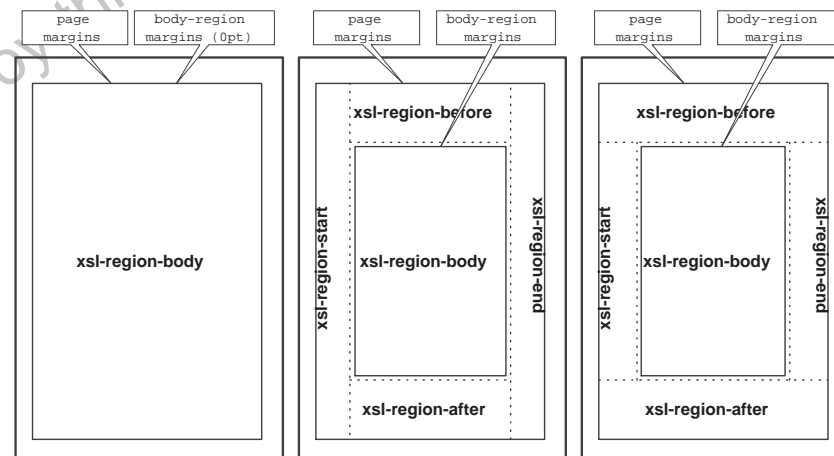 page
margins
body-region
margins (0pt)
page
margins
body-region
margins
page
margins
body-region
margins
xsl-region-body
xsl-region-before
xsl-region-start
xsl-region-body
xsl-region-end
xsl-region-after
xsl-region-before
xsl-region-start
xsl-region-body
xsl-region-end
xsl-region-after